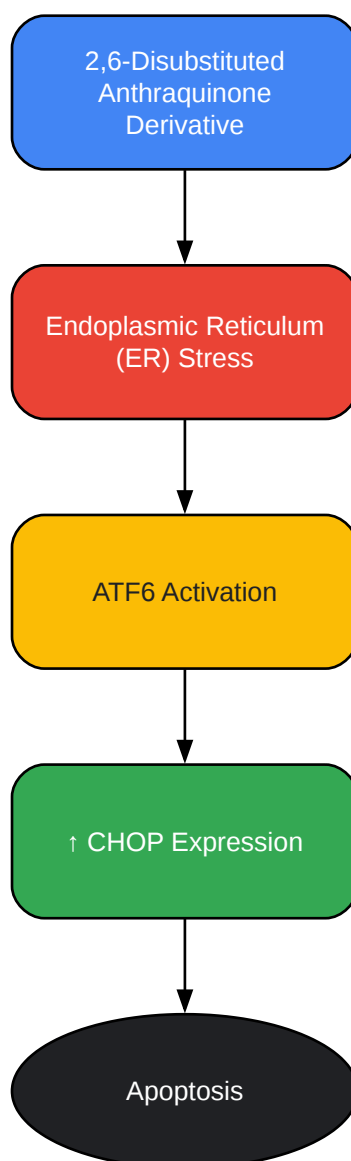 2,6-Disubstituted
Anthraquinone
Derivative
Endoplasmic Reticulum
(ER) Stress
ATF6 Activation
↑ CHOP Expression
Apoptosis